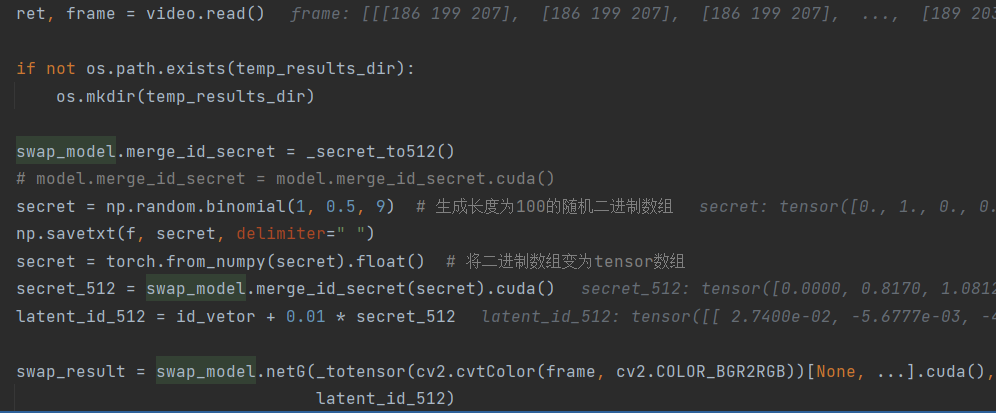 ret, frame = video.read()   frame: [[[186 199 207],  [186 199 207],  [186 199 207],  ...,  [189 203
if not os.path.exists(temp_results_dir):
    os.mkdir(temp_results_dir)
swap_model.merge_id_secret = _secret_to512()
# model.merge_id_secret = model.merge_id_secret.cuda()
secret = np.random.binomial(1, 0.5, 9)  # 生成长度为100的随机二进制数组   secret: tensor([0., 1., 0., 0.
np.savetxt(f, secret, delimiter=" ")
secret = torch.from_numpy(secret).float()  # 将二进制数组变为tensor数组
secret_512 = swap_model.merge_id_secret(secret).cuda()   secret_512: tensor([0.0000, 0.8170, 1.0812
latent_id_512 = id_vetor + 0.01 * secret_512   latent_id_512: tensor([[ 2.7400e-02, -5.6777e-03, -4
swap_result = swap_model.netG(_totensor(cv2.cvtColor(frame, cv2.COLOR_BGR2RGB))[None, ...].cuda(),
                              latent_id_512)